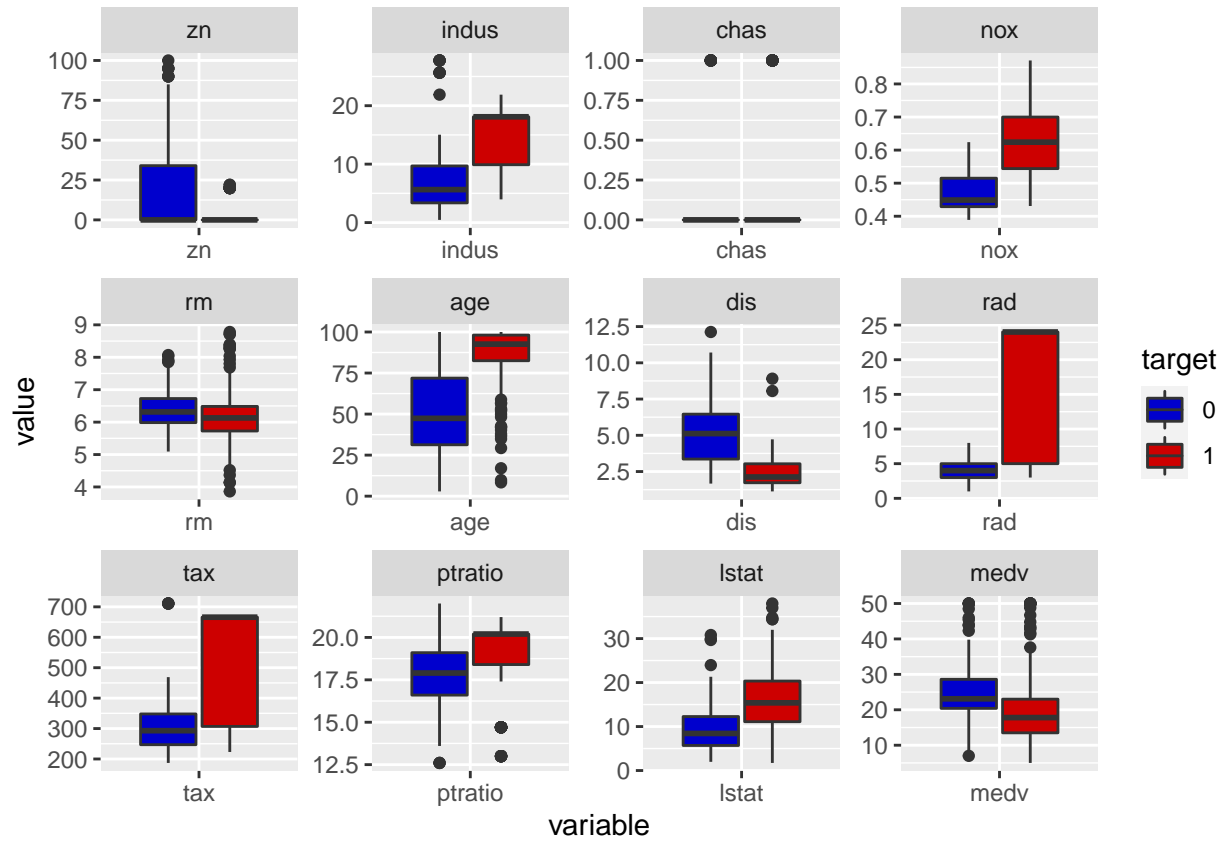 zn indus chas nox
100 75 50 25 0
20 10 0
1.00 0.75 0.50 0.25 0.00
0.8 0.7 0.6 0.5 0.4
zn indus chas nox
rm age dis rad
9 8 7 6 5 4
100 75 50 25 0
12.5 10.0 7.5 5.0 2.5
25 20 15 10 5 0
rm age dis rad
tax ptratio lstat medv
700 600 500 400 300 200
20.0 17.5 15.0 12.5
30 20 10 0
50 40 30 20 10
tax ptratio lstat medv
value
variable
target
0
1